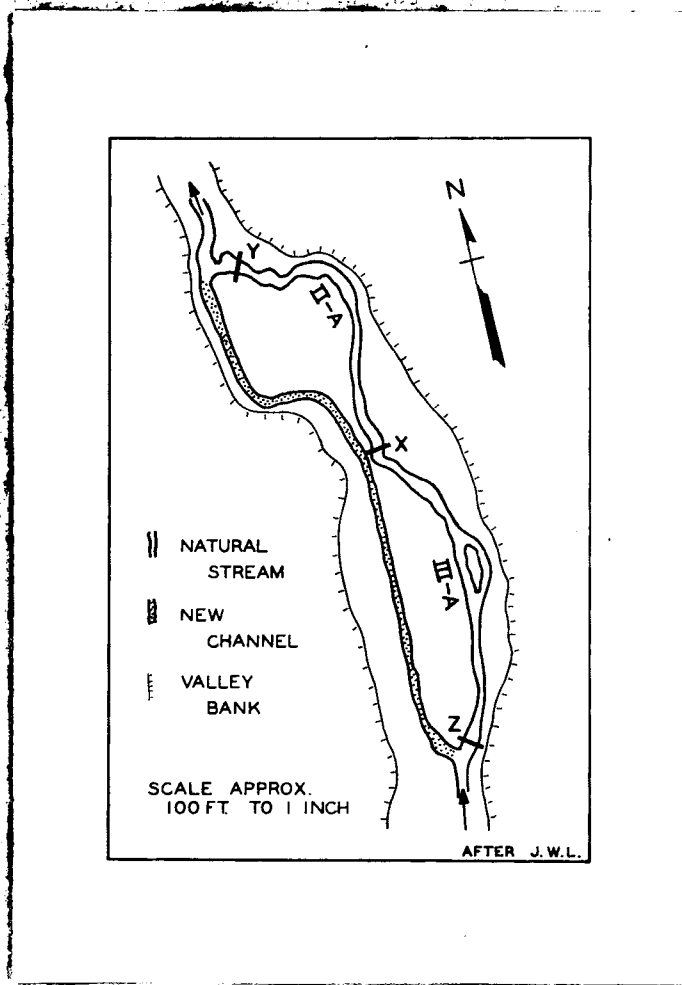 N
Y
II-A
X
III-A
Z
NATURAL
STREAM
NEW
CHANNEL
VALLEY
BANK
SCALE APPROX.
100 FT. TO 1 INCH
AFTER J.W.L.